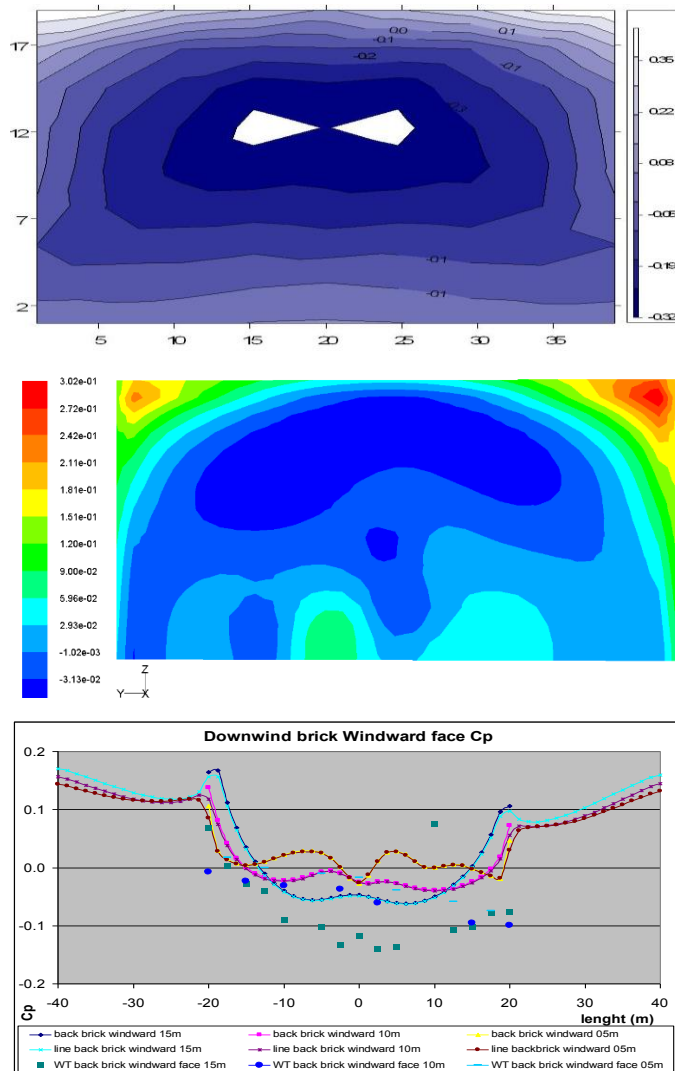 17
12
7
2
0.0
0.1
-0.1
-0.2
-0.1
-0.3
-0.1
-0.1
5
10
15
20
25
30
35
0.35
0.22
0.08
-0.05
-0.19
-0.32
3.02e-01
2.72e-01
2.42e-01
2.11e-01
1.81e-01
1.51e-01
1.20e-01
9.00e-02
5.96e-02
2.93e-02
-1.02e-03
-3.13e-02
Z
Y X
Downwind brick Windward face Cp
0.2
0.1
0.0
-0.1
-0.2
-40 -30 -20 -10 0 10 20 30 40
Cp
lenght (m)
back brick windward 15m back brick windward 10m back brick windward 05m
line back brick windward 15m line back brick windward 10m line backbrick windward 05m
WT back brick windward face 15m WT back brick windward face 10m WT back brick windward face 05m